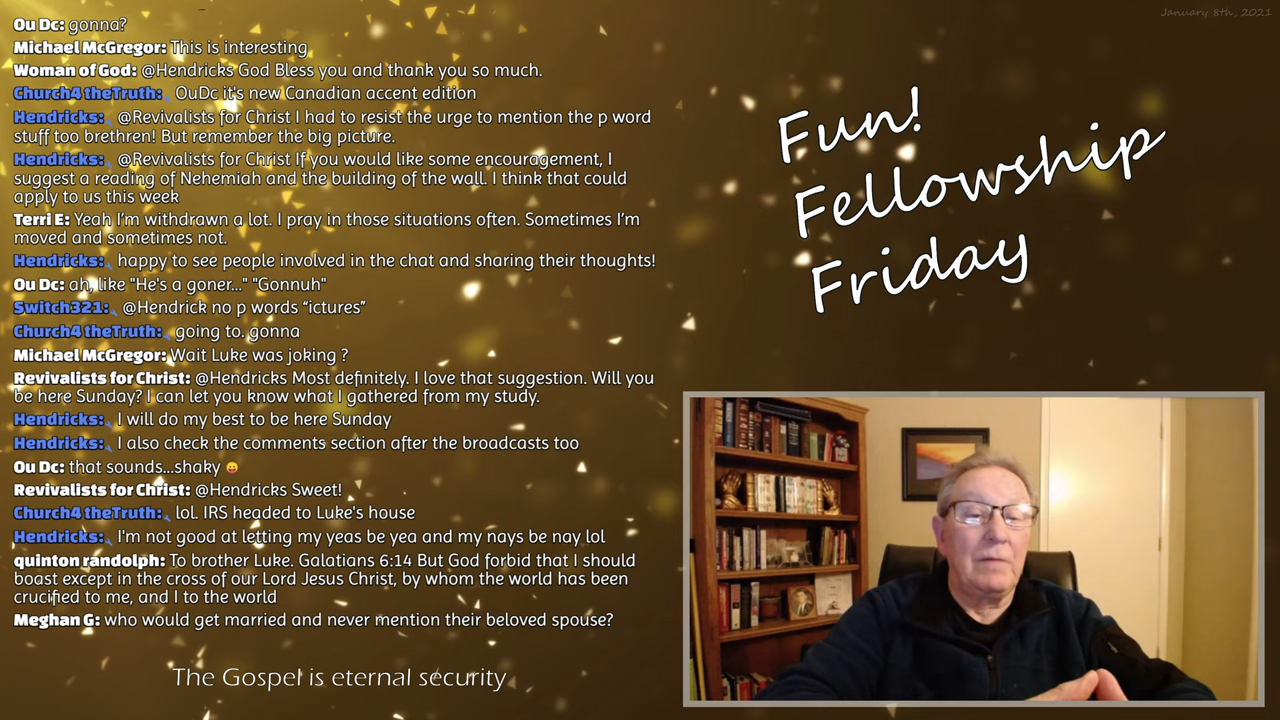 January 8th, 2021
Ou Dc: gonna?
Michael McGregor: This is interesting
Woman of God: @Hendricks God Bless you and thank you so much.
Church4 theTruth: OuDc it's new Canadian accent edition
Hendricks: @Revivalists for Christ I had to resist the urge to mention the p word
stuff too brethren! But remember the big picture.
Hendricks: @Revivalists for Christ If you would like some encouragement, I
suggest a reading of Nehemiah and the building of the wall. I think that could
apply to us this week
Terri E: Yeah I'm withdrawn a lot. I pray in those situations often. Sometimes I'm
moved and sometimes not.
Hendricks: happy to see people involved in the chat and sharing their thoughts!
Ou Dc: ah, like "He's a goner..." "Gonnuh"
Switch321: @Hendrick no p words “ictures”
Church4 theTruth: going to. gonna
Michael McGregor: Wait Luke was joking ?
Revivalists for Christ: @Hendricks Most definitely. I love that suggestion. Will you
be here Sunday? I can let you know what I gathered from my study.
Hendricks: I will do my best to be here Sunday
Hendricks: I also check the comments section after the broadcasts too
Ou Dc: that sounds...shaky 😛
Revivalists for Christ: @Hendricks Sweet!
Church4 theTruth: lol. IRS headed to Luke's house
Hendricks: I'm not good at letting my yeas be yea and my nays be nay lol
quinton randolph: To brother Luke. Galatians 6:14 But God forbid that I should
boast except in the cross of our Lord Jesus Christ, by whom the world has been
crucified to me, and I to the world
Meghan G: who would get married and never mention their beloved spouse?
The Gospel is eternal security
Fun!
Fellowship
Friday